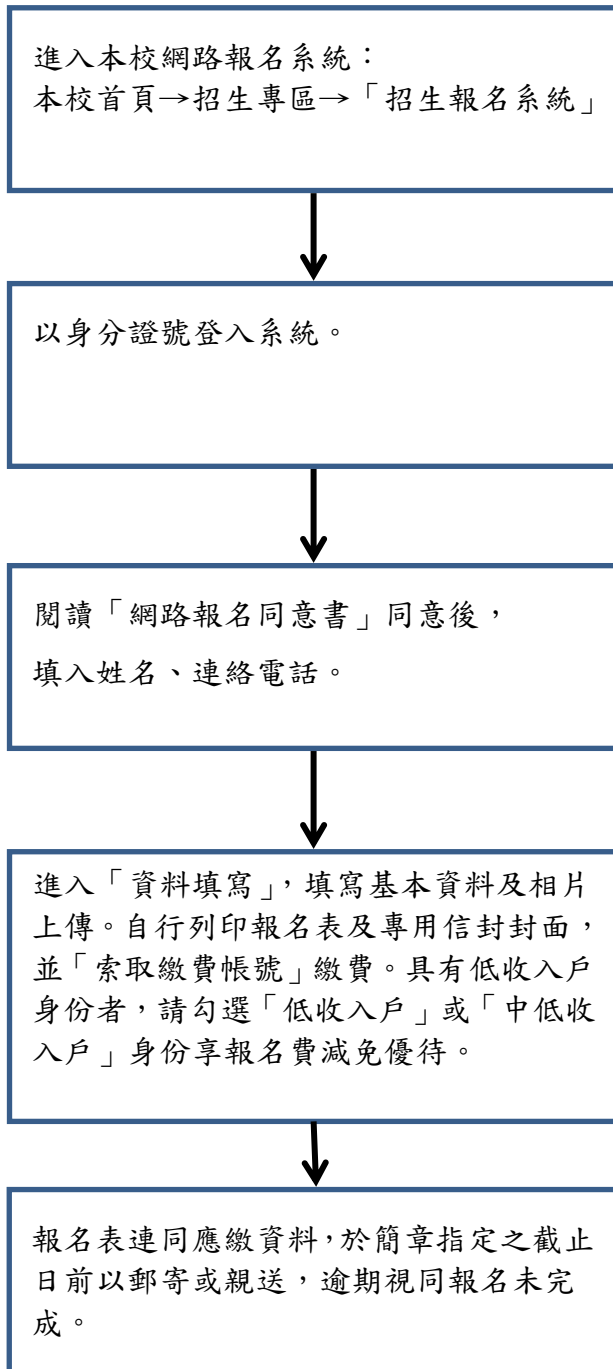 進入本校網路報名系統：
本校首頁→招生專區→「招生報名系統」
以身分證號登入系統。
閱讀「網路報名同意書」同意後，
填入姓名、連絡電話。
進入「資料填寫」，填寫基本資料及相片
上傳。自行列印報名表及專用信封封面，
並「索取繳費帳號」繳費。具有低收入戶
身份者，請勾選「低收入戶」或「中低收
入戶」身份享報名費減免優待。
報名表連同應繳資料，於簡章指定之截止
日前以郵寄或親送，逾期視同報名未完
成。